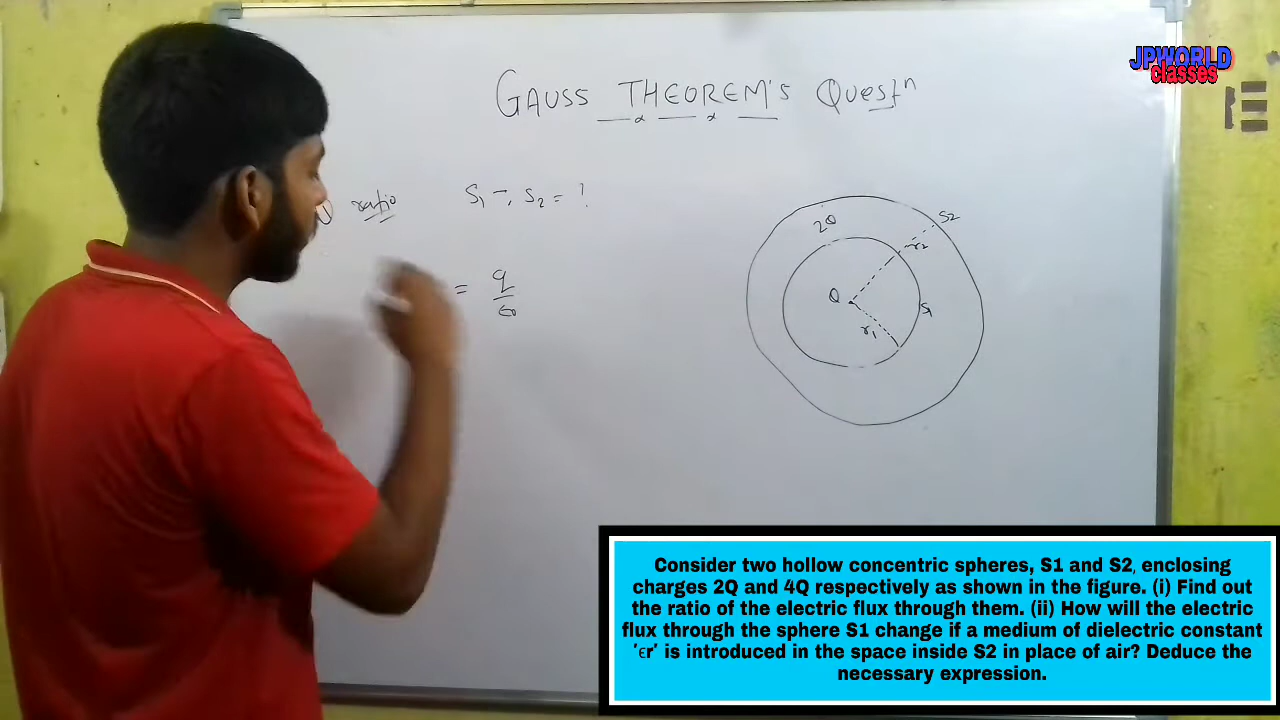 JPWORLD
classes
GAUSS THEOREM'S Questn
ratio S1 S2 = ?
= q/ϵ0
2Q
S2
r2
Q
S1
r1
Consider two hollow concentric spheres, S1 and S2, enclosing
charges 2Q and 4Q respectively as shown in the figure. (i) Find out
the ratio of the electric flux through them. (ii) How will the electric
flux through the sphere S1 change if a medium of dielectric constant
'ϵr' is introduced in the space inside S2 in place of air? Deduce the
necessary expression.